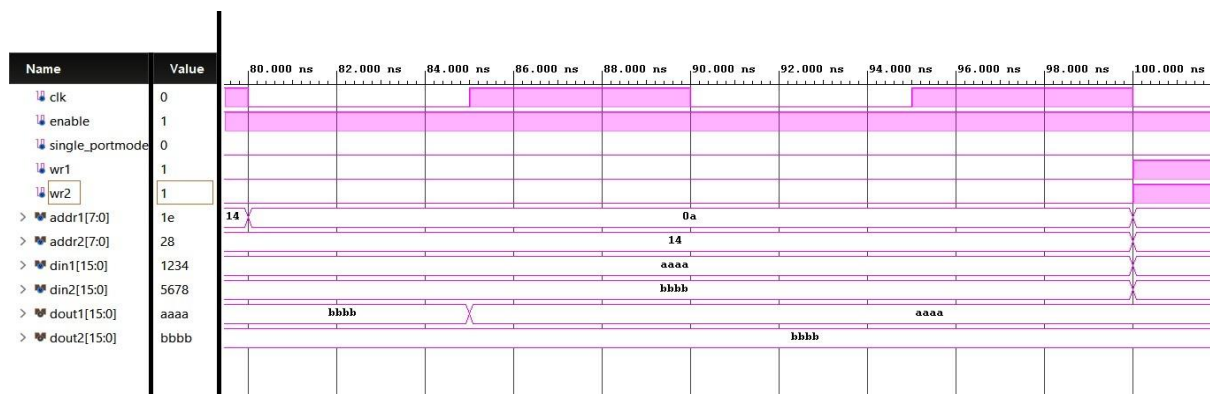 Name Value 80.000 ns 82.000 ns 84.000 ns 86.000 ns 88.000 ns 90.000 ns 92.000 ns 94.000 ns 96.000 ns 98.000 ns 100.000 ns
clk 0
enable 1
single_portmode 0
wr1 1
wr2 1
addr1[7:0] 1e 14 0a
addr2[7:0] 28 14
din1[15:0] 1234 aaaa
din2[15:0] 5678 bbbb
dout1[15:0] aaaa bbbb aaaa
dout2[15:0] bbbb bbbb